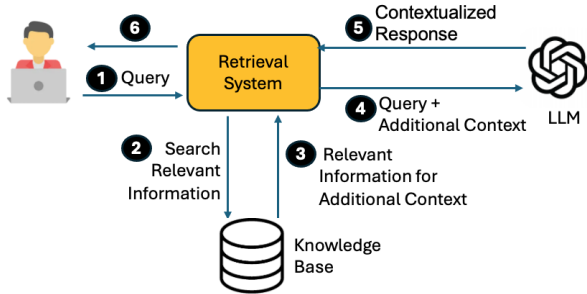 6
5 Contextualized
Response
Retrieval
System
1 Query
4 Query +
Additional Context
LLM
2 Search
Relevant
Information
3 Relevant
Information for
Additional Context
Knowledge
Base